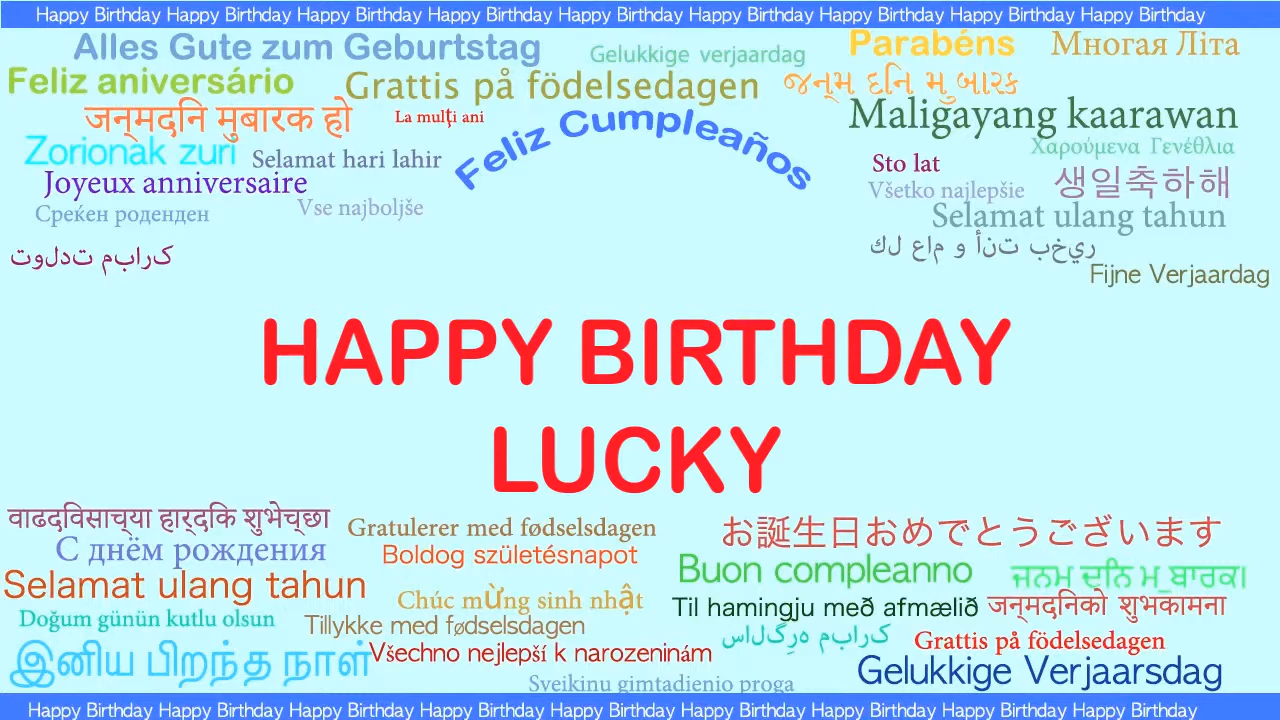 Happy Birthday Happy Birthday Happy Birthday Happy Birthday Happy Birthday Happy Birthday Happy Birthday Happy Birthday Happy Birthday
Alles Gute zum Geburtstag
Gelukkige verjaardag
Parabéns
Многая Літа
Feliz aniversário
Grattis på födelsedagen
જન્મ દિન મુબારક
जन्मदिन मुबारक हो
La mulţi ani
Feliz Cumpleaños
Maligayang kaarawan
Zorionak zuri
Selamat hari lahir
Sto lat
Χαρούμενα Γενέθλια
Joyeux anniversaire
Všetko najlepšie
생일축하해
Среќен роденден
Vse najboljše
Selamat ulang tahun
تولدت مبارک
كل عام و أنت بخير
Fijne Verjaardag
HAPPY BIRTHDAY
LUCKY
वाढदिवसाच्या हार्दिक शुभेच्छा
Gratulerer med fødselsdagen
お誕生日おめでとうございます
С днём рождения
Boldog születésnapot
Buon compleanno
ਜਨਮ ਦਿਨ ਮੁਬਾਰਕ।
Selamat ulang tahun
Chúc mừng sinh nhật
Til hamingju með afmælið
जन्मदिनको शुभकामना
Doğum günün kutlu olsun
Tillykke med fødselsdagen
سالگرہ مبارک
Grattis på födelsedagen
இனிய பிறந்த நாள்
Všechno nejlepší k narozeninám
Gelukkige Verjaarsdag
Sveikinu gimtadienio proga
Happy Birthday Happy Birthday Happy Birthday Happy Birthday Happy Birthday Happy Birthday Happy Birthday Happy Birthday Happy Birthday